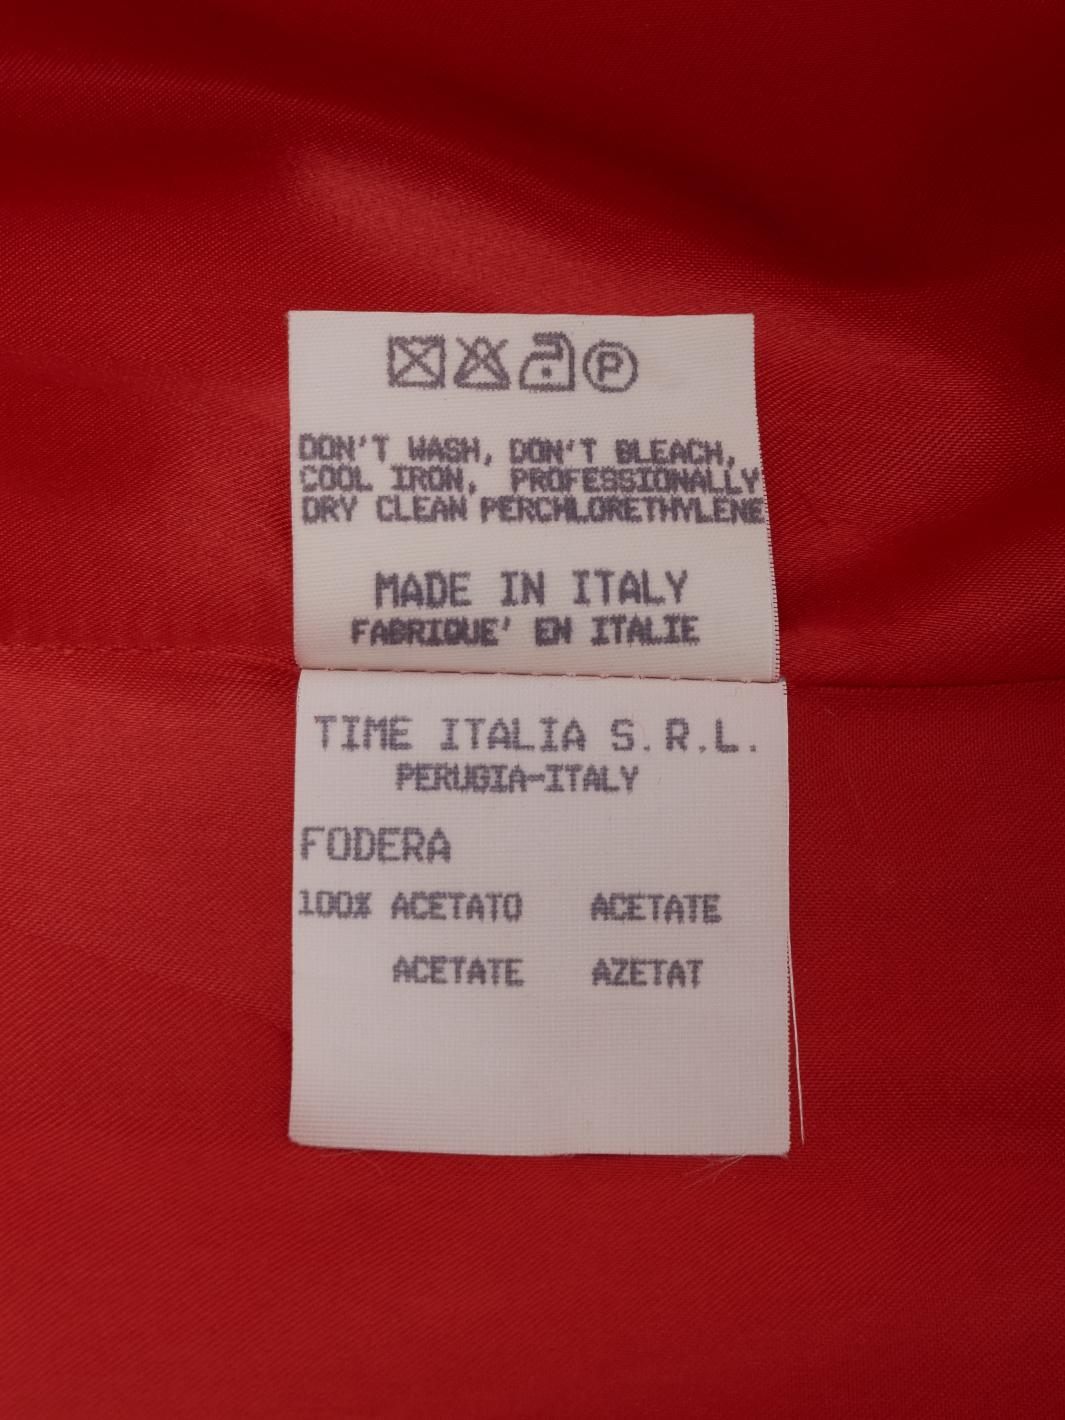 P
DON'T WASH, DON'T BLEACH,
COOL IRON, PROFESSIONALLY
DRY CLEAN PERCHLORETHYLENE
MADE IN ITALY
FABRIQUE' EN ITALIE
TIME ITALIA S.R.L.
PERUGIA-ITALY
FODERA
100% ACETATO ACETATE
ACETATE AZETAT